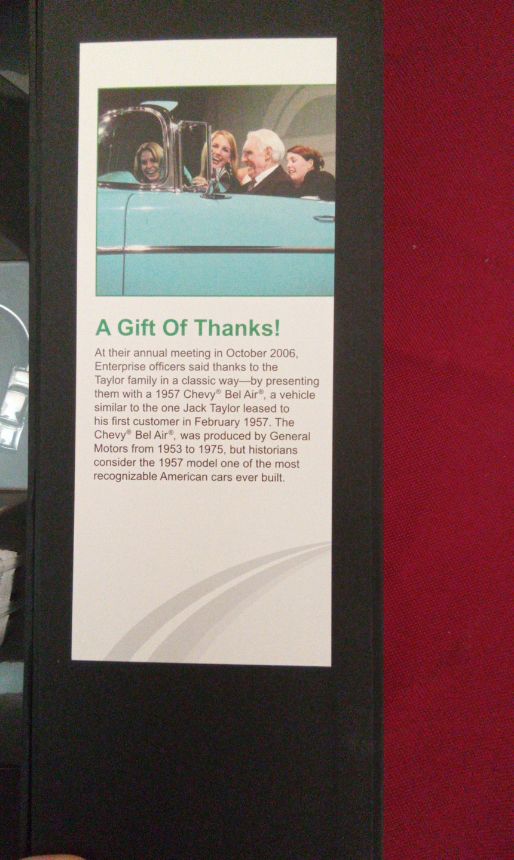 A Gift Of Thanks!
At their annual meeting in October 2006,
Enterprise officers said thanks to the
Taylor family in a classic way—by presenting
them with a 1957 Chevy® Bel Air®, a vehicle
similar to the one Jack Taylor leased to
his first customer in February 1957. The
Chevy® Bel Air®, was produced by General
Motors from 1953 to 1975, but historians
consider the 1957 model one of the most
recognizable American cars ever built.